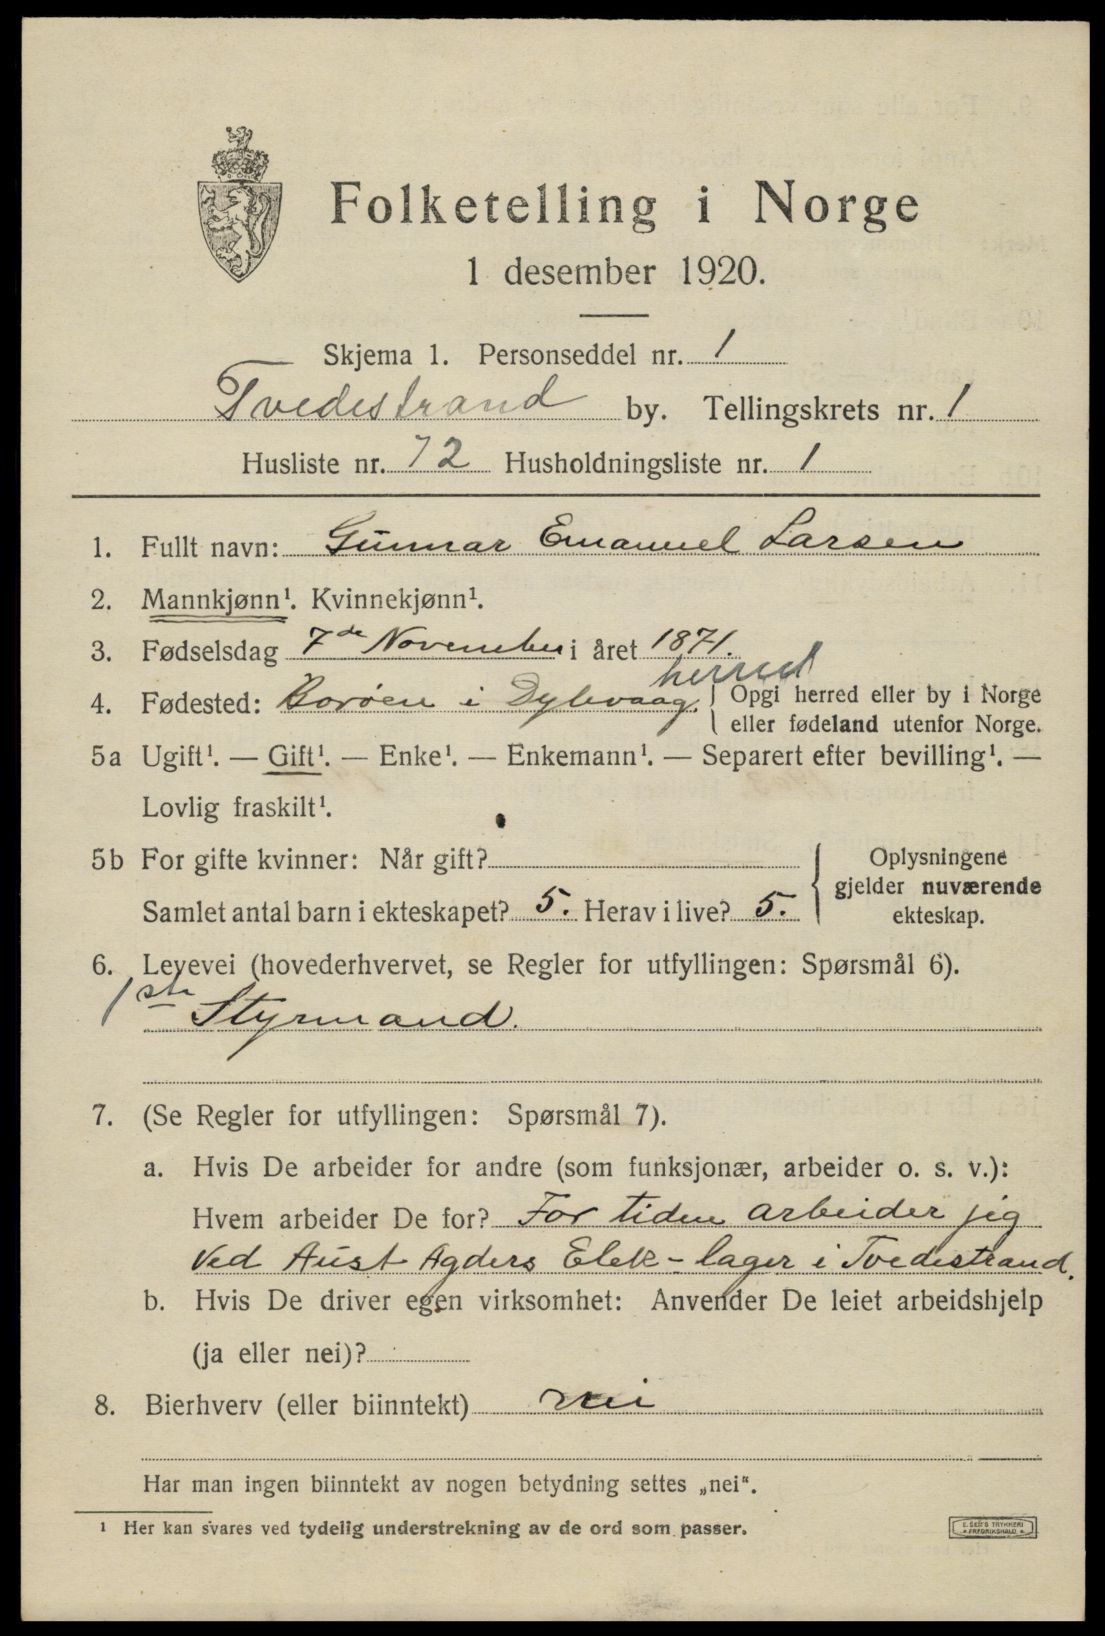 Folketelling i Norge
1 desember 1920.
Skjema 1. Personseddel nr. 1
Tvedestrand by. Tellingskrets nr. 1
Husliste nr. 72 Husholdningsliste nr. 1
1. Fullt navn: Gunnar Emanuel Larsen
2. Mannkjønn¹. Kvinnekjønn¹.
3. Fødselsdag 7de November i året 1871.
herred
4. Fødested: Borøen i Dybvaag. Opgi herred eller by i Norge
eller fødeland utenfor Norge.
5a Ugift¹. — Gift¹. — Enke¹. — Enkemann¹. — Separert efter bevilling¹. —
Lovlig fraskilt¹.
5b For gifte kvinner: Når gift?
Samlet antal barn i ekteskapet? 5. Herav i live? 5.
Oplysningene
gjelder nuværende
ekteskap.
6. Levevei (hovederhvervet, se Regler for utfyllingen: Spørsmål 6).
1ste Styrmand.
7. (Se Regler for utfyllingen: Spørsmål 7).
a. Hvis De arbeider for andre (som funksjonær, arbeider o. s. v.):
Hvem arbeider De for? For tiden arbeider jeg
ved Aust Agders Elek-lager i Tvedestrand.
b. Hvis De driver egen virksomhet: Anvender De leiet arbeidshjelp
(ja eller nei)?
8. Bierhverv (eller biinntekt) nei
Har man ingen biinntekt av nogen betydning settes „nei".
¹ Her kan svares ved tydelig understrekning av de ord som passer.
E. SEM'S TRYKKERI
FREDRIKSHALD